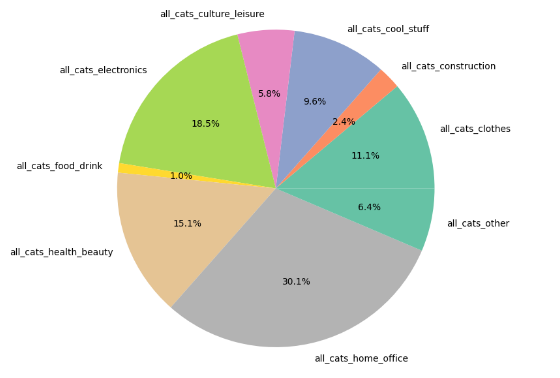 all_cats_culture_leisure
all_cats_cool_stuff
all_cats_construction
all_cats_electronics
5.8%
9.6%
2.4%
18.5%
all_cats_clothes
11.1%
all_cats_food_drink
1.0%
6.4%
all_cats_other
15.1%
all_cats_health_beauty
30.1%
all_cats_home_office